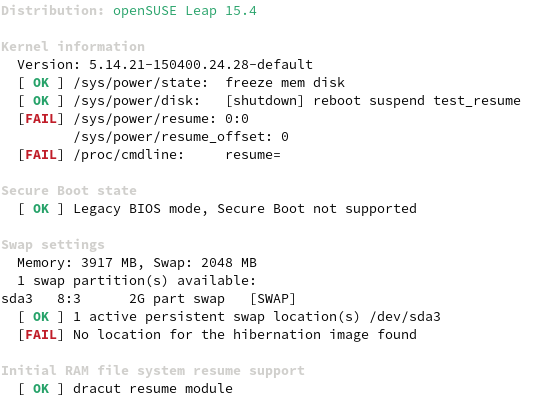 Distribution: openSUSE Leap 15.4
Kernel information
Version: 5.14.21-150400.24.28-default
[ OK ] /sys/power/state: freeze mem disk
[ OK ] /sys/power/disk: [shutdown] reboot suspend test_resume
[FAIL] /sys/power/resume: 0:0
/sys/power/resume_offset: 0
[FAIL] /proc/cmdline: resume=
Secure Boot state
[ OK ] Legacy BIOS mode, Secure Boot not supported
Swap settings
Memory: 3917 MB, Swap: 2048 MB
1 swap partition(s) available:
sda3 8:3 2G part swap [SWAP]
[ OK ] 1 active persistent swap location(s) /dev/sda3
[FAIL] No location for the hibernation image found
Initial RAM file system resume support
[ OK ] dracut resume module